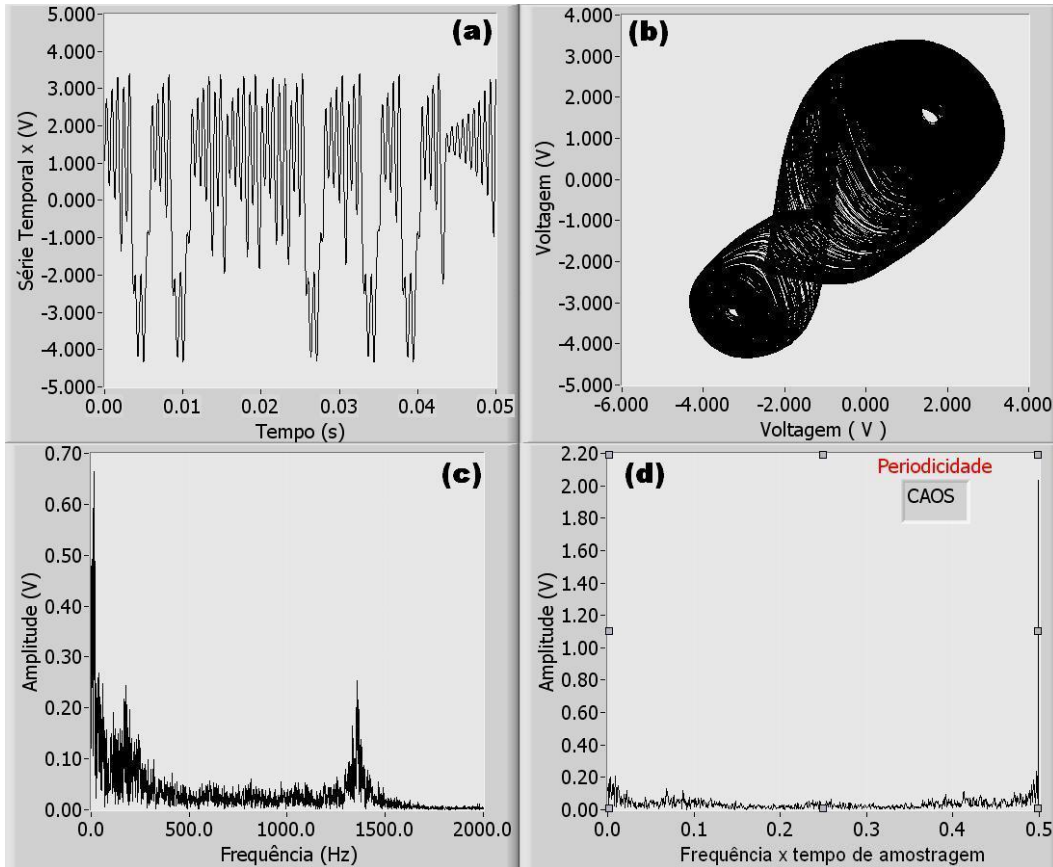 (a)
5.000
4.000
3.000
2.000
1.000
0.000
-1.000
-2.000
-3.000
-4.000
-5.000
Série Temporal x (V)
0.00 0.01 0.02 0.03 0.04 0.05
Tempo (s)
(b)
4.000
3.000
2.000
1.000
0.000
-1.000
-2.000
-3.000
-4.000
-5.000
Voltagem (V)
-6.000 -4.000 -2.000 0.000 2.000 4.000
Voltagem ( V )
(c)
0.70
0.60
0.50
0.40
0.30
0.20
0.10
0.00
Amplitude (V)
0.0 500.0 1000.0 1500.0 2000.0
Frequência (Hz)
(d)
Periodicidade
CAOS
2.20
2.00
1.80
1.60
1.40
1.20
1.00
0.80
0.60
0.40
0.20
0.00
Amplitude (V)
0.0 0.1 0.2 0.3 0.4 0.5
Frequência x tempo de amostragem